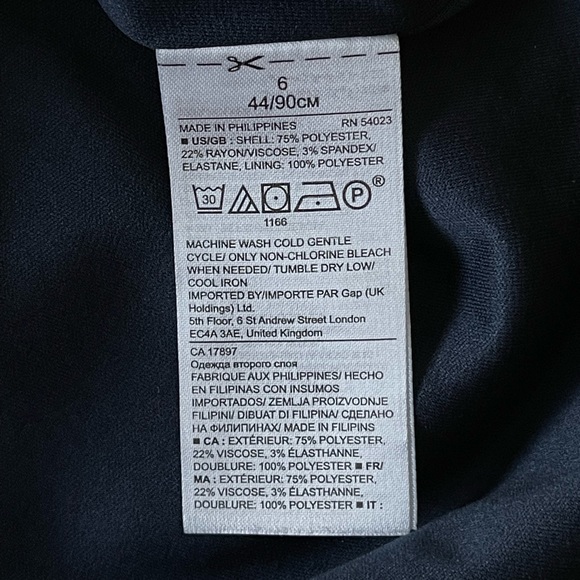 6
44/90CM
MADE IN PHILIPPINES RN 54023
■ US/GB : SHELL: 75% POLYESTER,
22% RAYON/VISCOSE, 3% SPANDEX/
ELASTANE, LINING: 100% POLYESTER
30 P ®
1166
MACHINE WASH COLD GENTLE
CYCLE/ ONLY NON-CHLORINE BLEACH
WHEN NEEDED/ TUMBLE DRY LOW/
COOL IRON
IMPORTED BY/IMPORTE PAR Gap (UK
Holdings) Ltd.
5th Floor, 6 St Andrew Street London
EC4A 3AE, United Kingdom
CA 17897
Одежда второго слоя
FABRIQUE AUX PHILIPPINES/ HECHO
EN FILIPINAS CON INSUMOS
IMPORTADOS/ ZEMLJA PROIZVODNJE
FILIPINI/ DIBUAT DI FILIPINA/ СДЕЛАНО
НА ФИЛИПИНАХ/ MADE IN FILIPINS
■ CA : EXTÉRIEUR: 75% POLYESTER,
22% VISCOSE, 3% ÉLASTHANNE,
DOUBLURE: 100% POLYESTER ■ FR/
MA : EXTÉRIEUR: 75% POLYESTER,
22% VISCOSE, 3% ÉLASTHANNE,
DOUBLURE: 100% POLYESTER ■ IT :